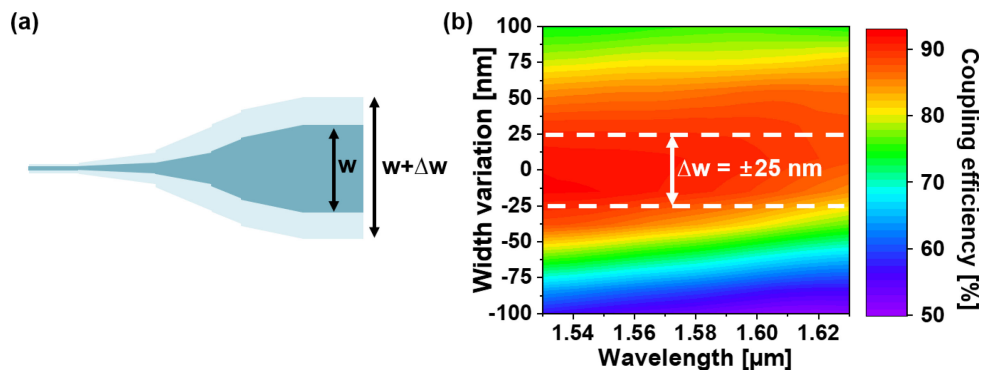 (a)
w
w+Δw
(b)
Width variation [nm]
100
75
50
25
0
-25
-50
-75
-100
Δw = ±25 nm
1.54
1.56
1.58
1.60
1.62
Wavelength [µm]
90
80
70
60
50
Coupling efficiency [%]